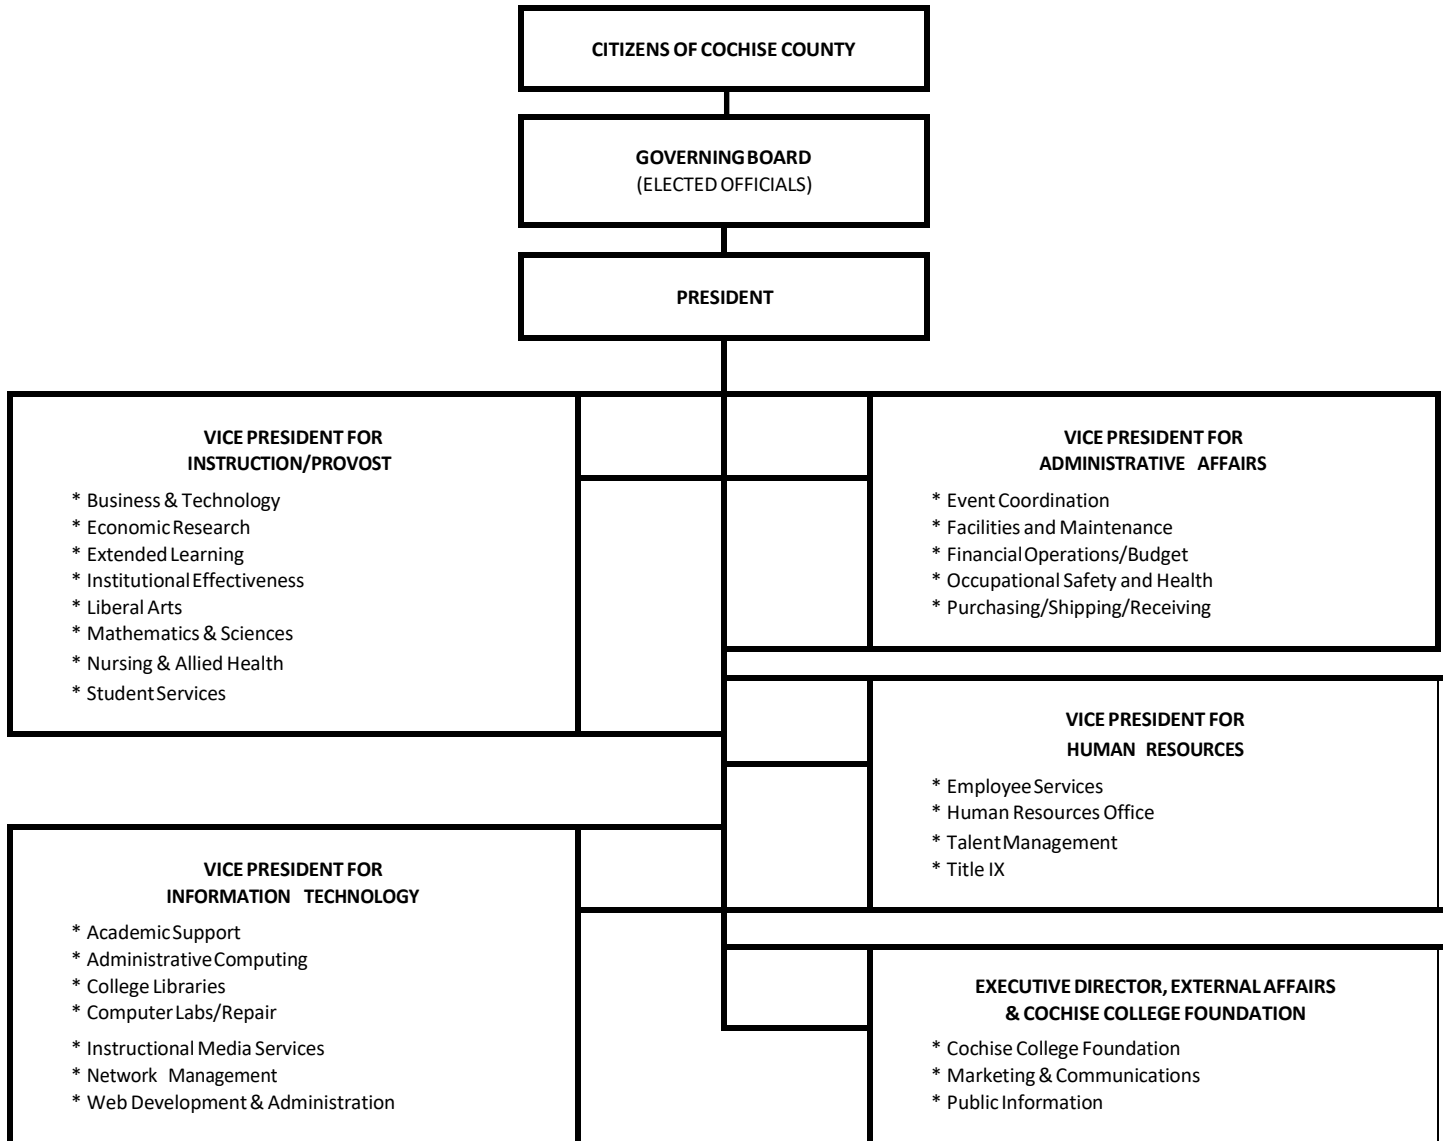 CITIZENS OF COCHISE COUNTY
GOVERNING BOARD
(ELECTED OFFICIALS)
PRESIDENT
VICE PRESIDENT FOR
INSTRUCTION/PROVOST
* Business & Technology
* Economic Research
* Extended Learning
* Institutional Effectiveness
* Liberal Arts
* Mathematics & Sciences
* Nursing & Allied Health
* Student Services
VICE PRESIDENT FOR
ADMINISTRATIVE AFFAIRS
* Event Coordination
* Facilities and Maintenance
* Financial Operations/Budget
* Occupational Safety and Health
* Purchasing/Shipping/Receiving
VICE PRESIDENT FOR
HUMAN RESOURCES
* Employee Services
* Human Resources Office
* Talent Management
* Title IX
VICE PRESIDENT FOR
INFORMATION TECHNOLOGY
* Academic Support
* Administrative Computing
* College Libraries
* Computer Labs/Repair
* Instructional Media Services
* Network Management
* Web Development & Administration
EXECUTIVE DIRECTOR, EXTERNAL AFFAIRS
& COCHISE COLLEGE FOUNDATION
* Cochise College Foundation
* Marketing & Communications
* Public Information